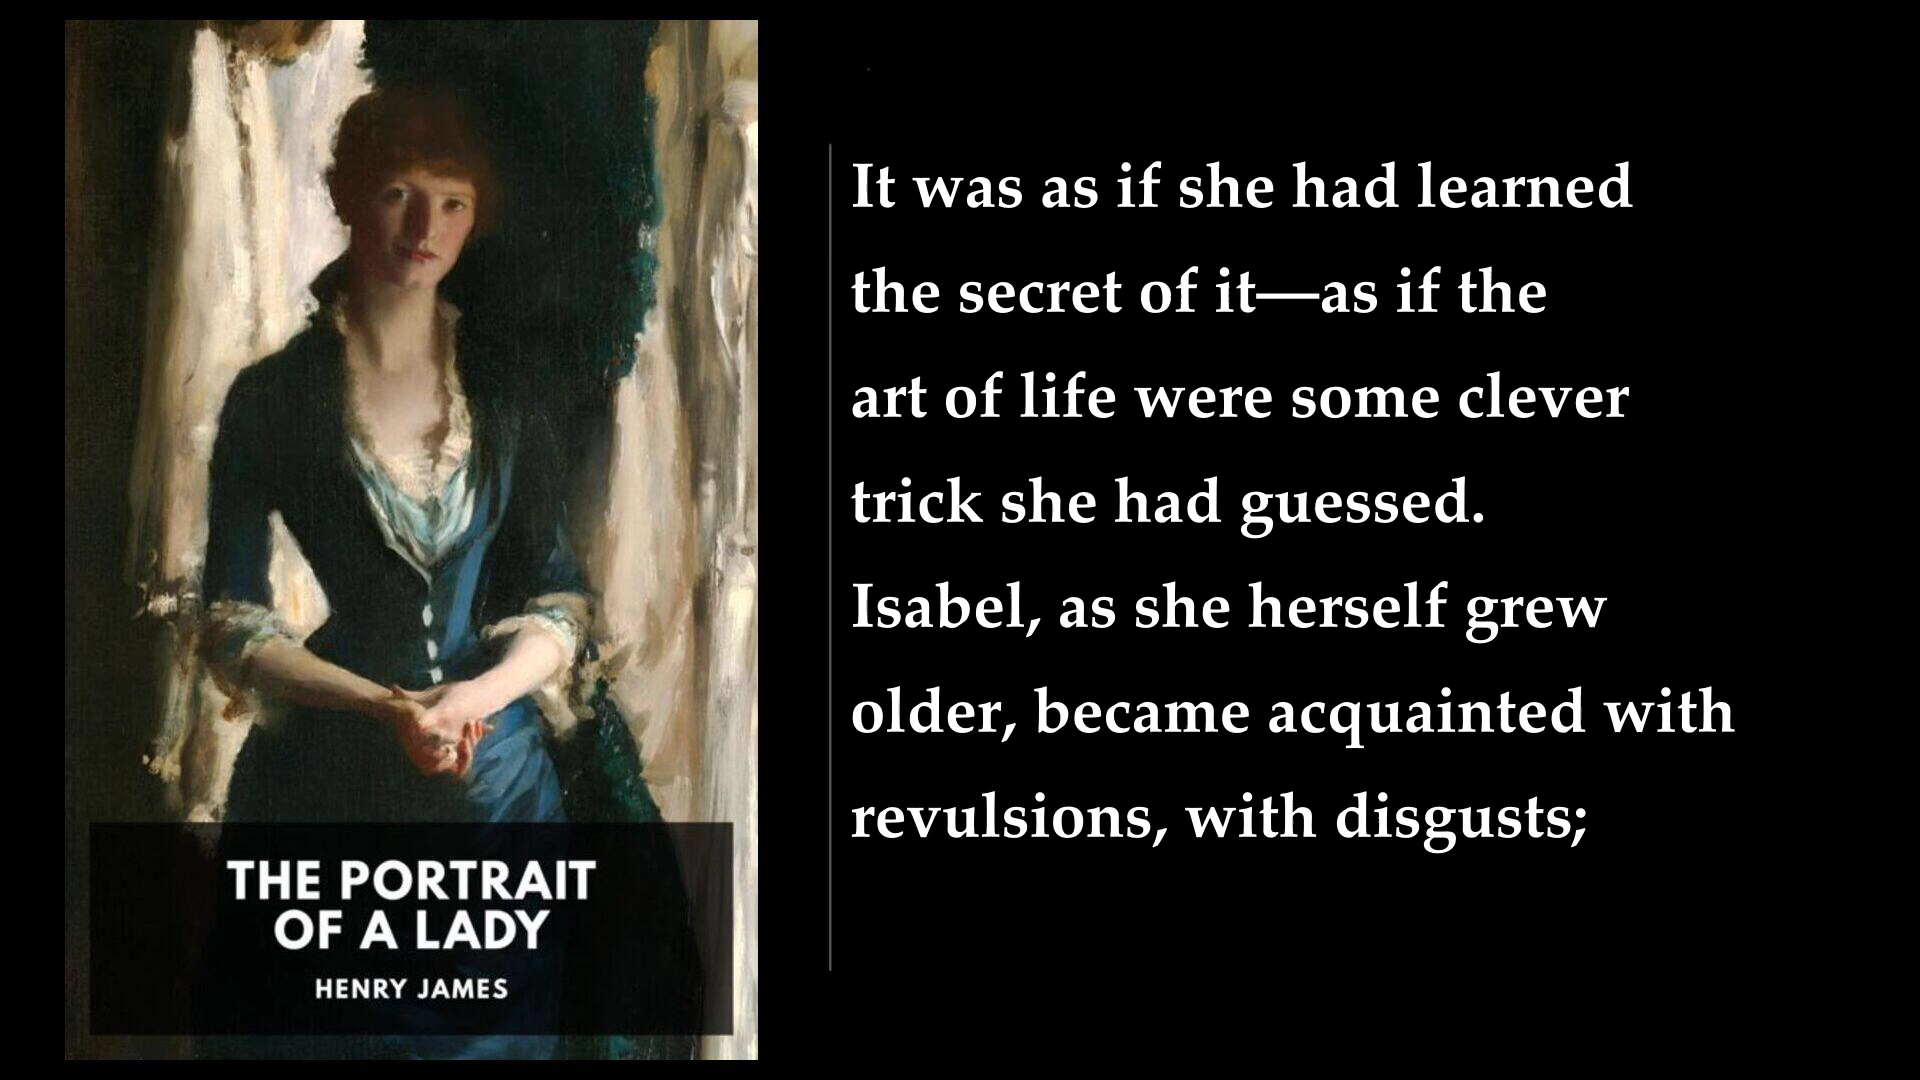 THE PORTRAIT
OF A LADY
HENRY JAMES
It was as if she had learned
the secret of it—as if the
art of life were some clever
trick she had guessed.
Isabel, as she herself grew
older, became acquainted with
revulsions, with disgusts;